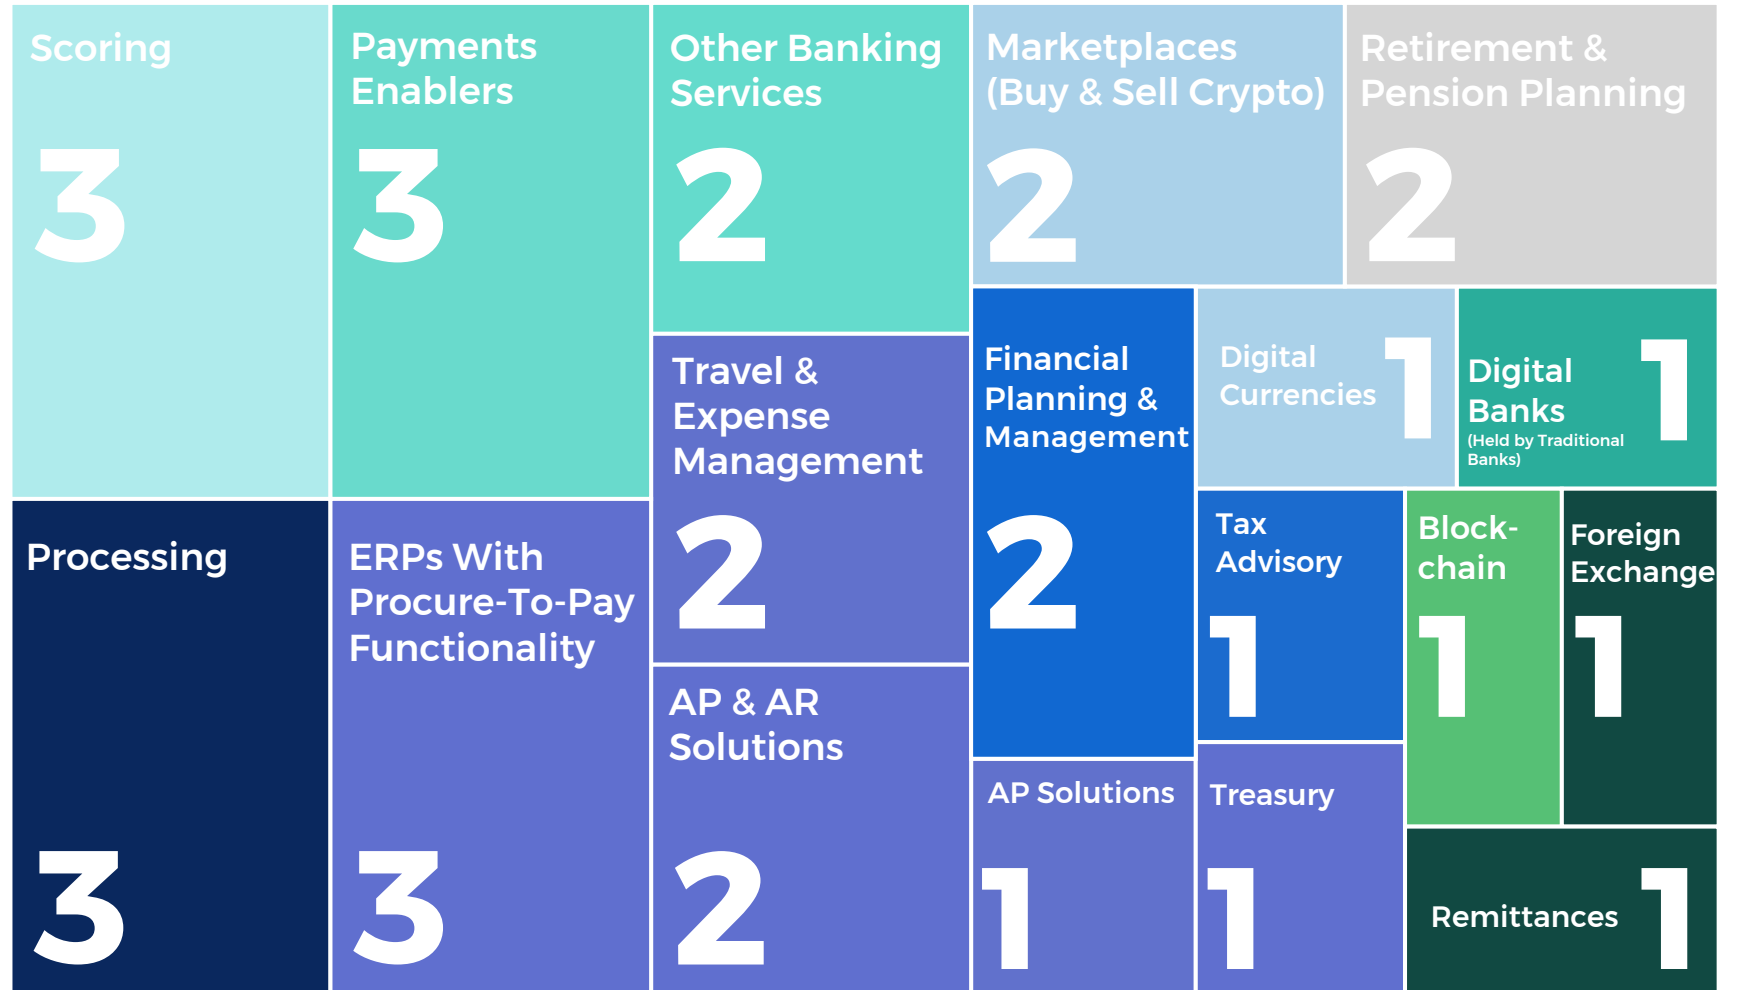 Scoring
3
Payments
Enablers
3
Other Banking
Services
2
Marketplaces
(Buy & Sell Crypto)
2
Retirement &
Pension Planning
2
Travel &
Expense
Management
2
Financial
Planning &
Management
2
Digital
Currencies
1
Digital
Banks
(Held by Traditional
Banks)
1
Processing
3
ERPs With
Procure-To-Pay
Functionality
3
AP & AR
Solutions
2
Tax
Advisory
1
Block-
chain
1
Foreign
Exchange
1
AP Solutions
1
Treasury
1
Remittances
1